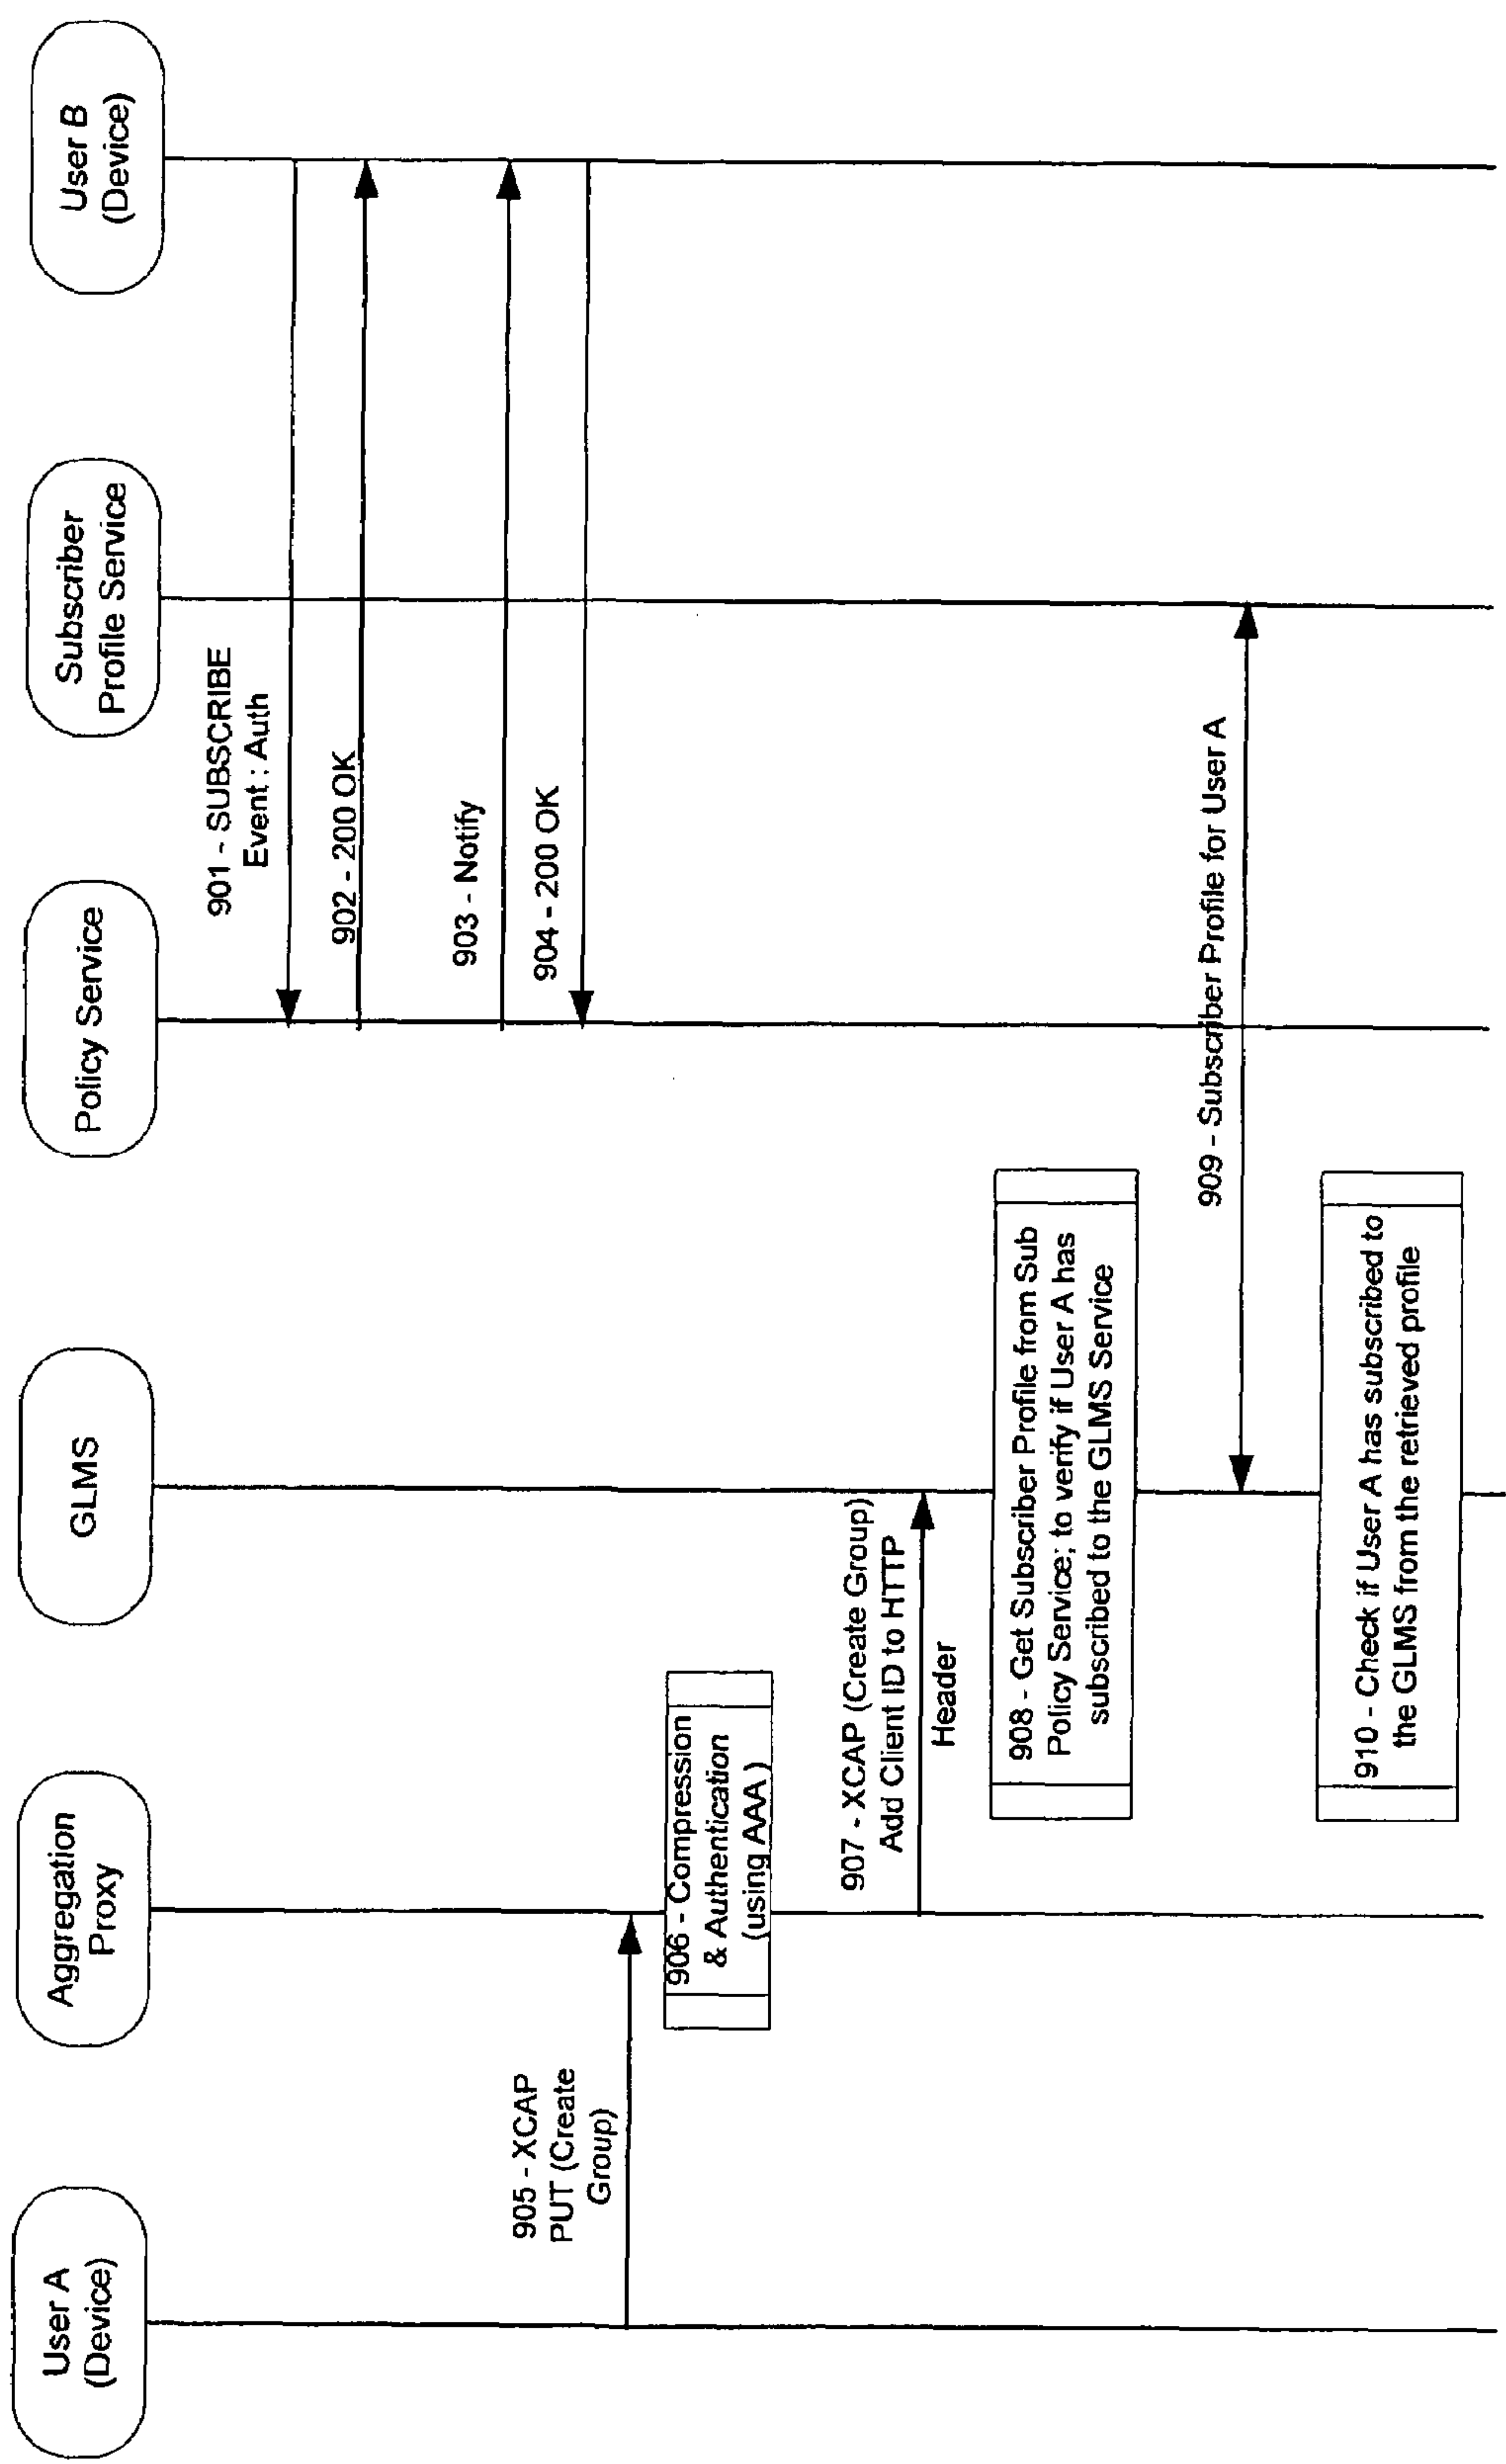 User A
(Device)
Aggregation
Proxy
GLMS
Policy Service
Subscriber
Profile Service
User B
(Device)
901 - SUBSCRIBE
Event : Auth
902 - 200 OK
903 - Notify
904 - 200 OK
905 - XCAP
PUT (Create
Group)
906 - Compression
& Authentication
(using AAA )
907 - XCAP (Create Group)
Add Client ID to HTTP
Header
908 - Get Subscriber Profile from Sub
Policy Service; to verify if User A has
subscribed to the GLMS Service
909 - Subscriber Profile for User A
910 - Check if User A has subscribed to
the GLMS from the retrieved profile